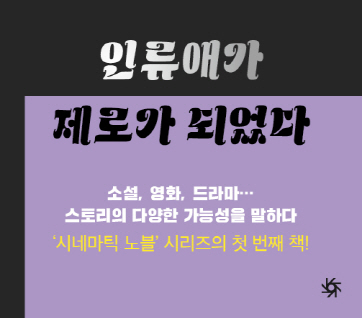 인류애가
제로가 되었다
소설, 영화, 드라마…
스토리의 다양한 가능성을 말하다
‘시네마틱 노블’ 시리즈의 첫 번째 책!